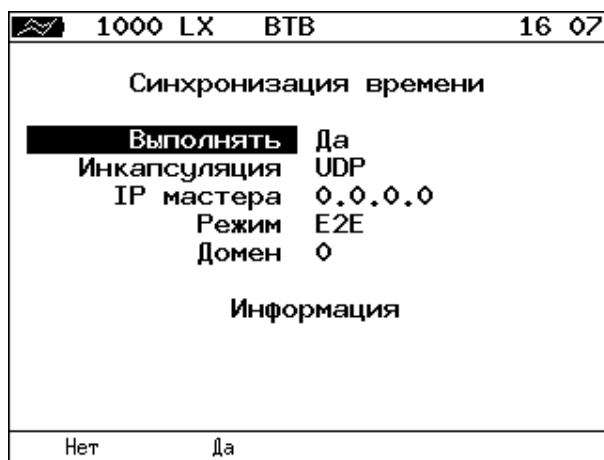 1000 LX BTB 16 07
Синхронизация времени
Выполнять Да
Инкапсуляция UDP
IP мастера 0.0.0.0
Режим E2E
Домен 0
Информация
Нет Да